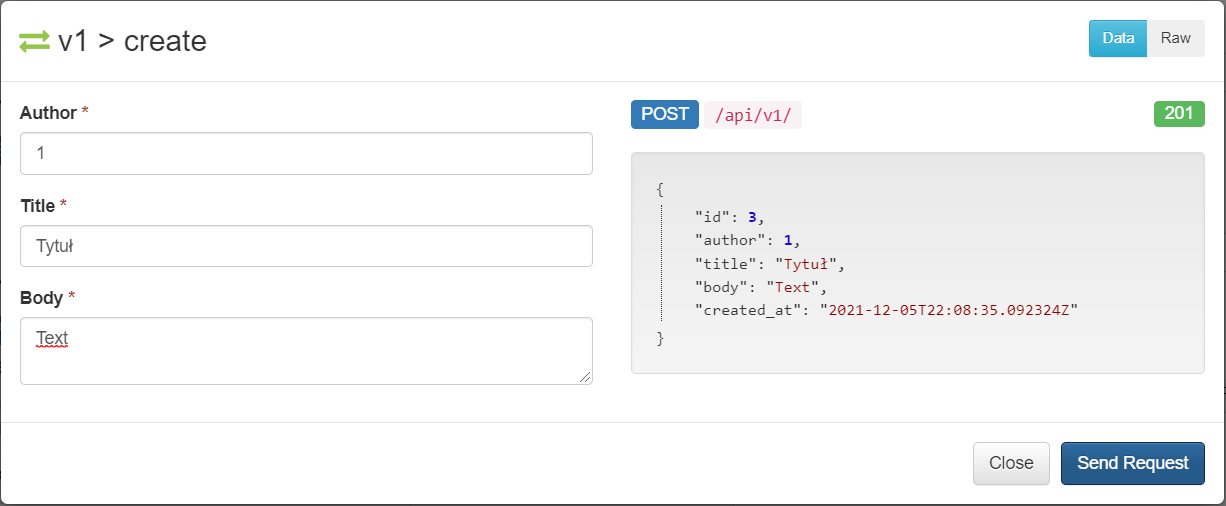 v1 > create
Data Raw
Author *
1
Title *
Tytuł
Body *
Text
POST /api/v1/ 201
{
"id": 3,
"author": 1,
"title": "Tytuł",
"body": "Text",
"created_at": "2021-12-05T22:08:35.092324Z"
}
Close Send Request